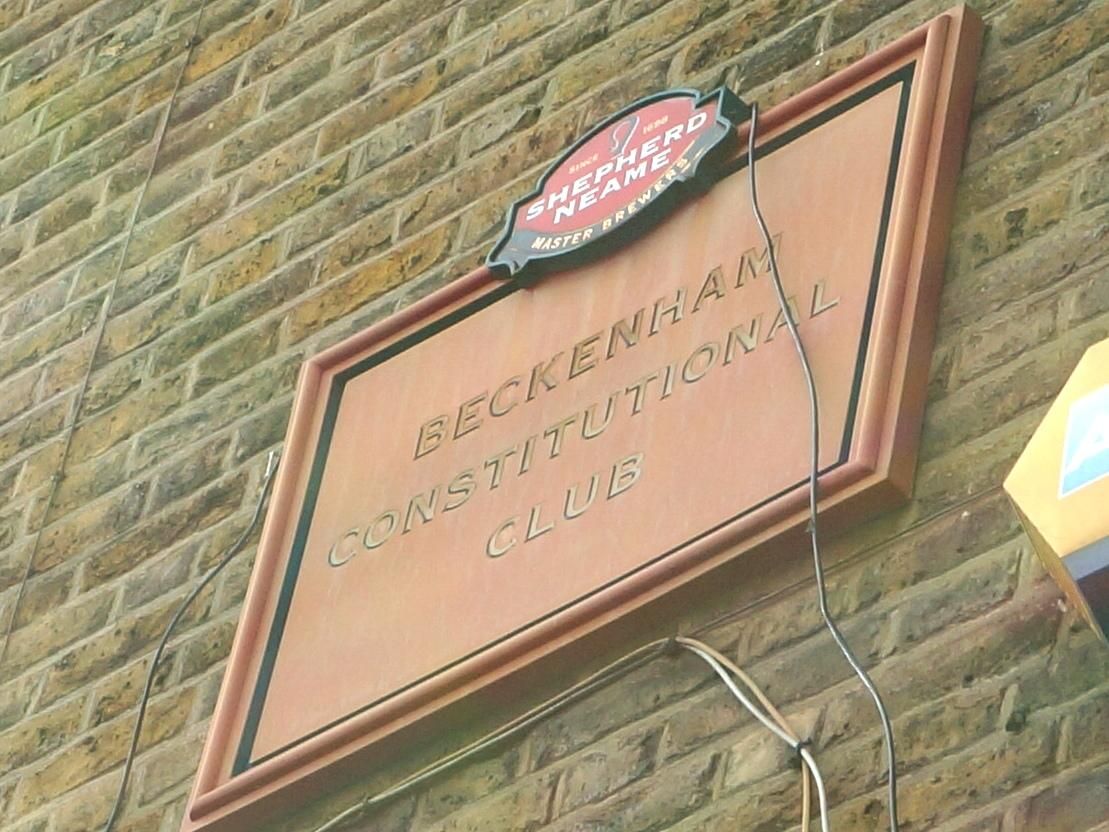 SINCE 1698
SHEPHERD
NEAME
MASTER BREWERS
BECKENHAM
CONSTITUTIONAL
CLUB
A